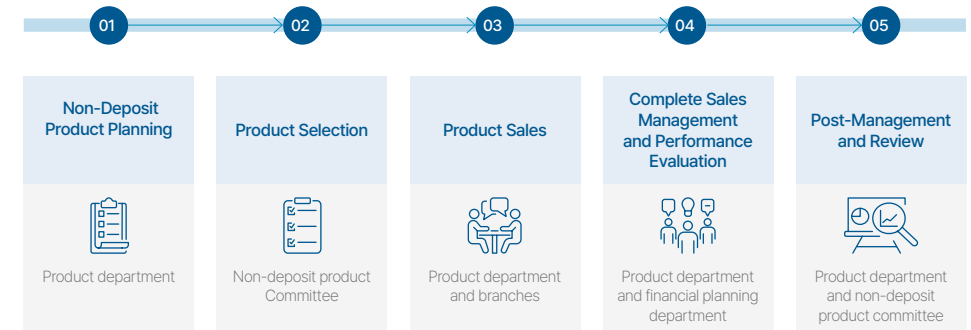 01
02
03
04
05
Non-Deposit
Product Planning
Product department
Product Selection
Non-deposit product
Committee
Product Sales
Product department
and branches
Complete Sales
Management
and Performance
Evaluation
Product department
and financial planning
department
Post-Management
and Review
Product department
and non-deposit
product committee